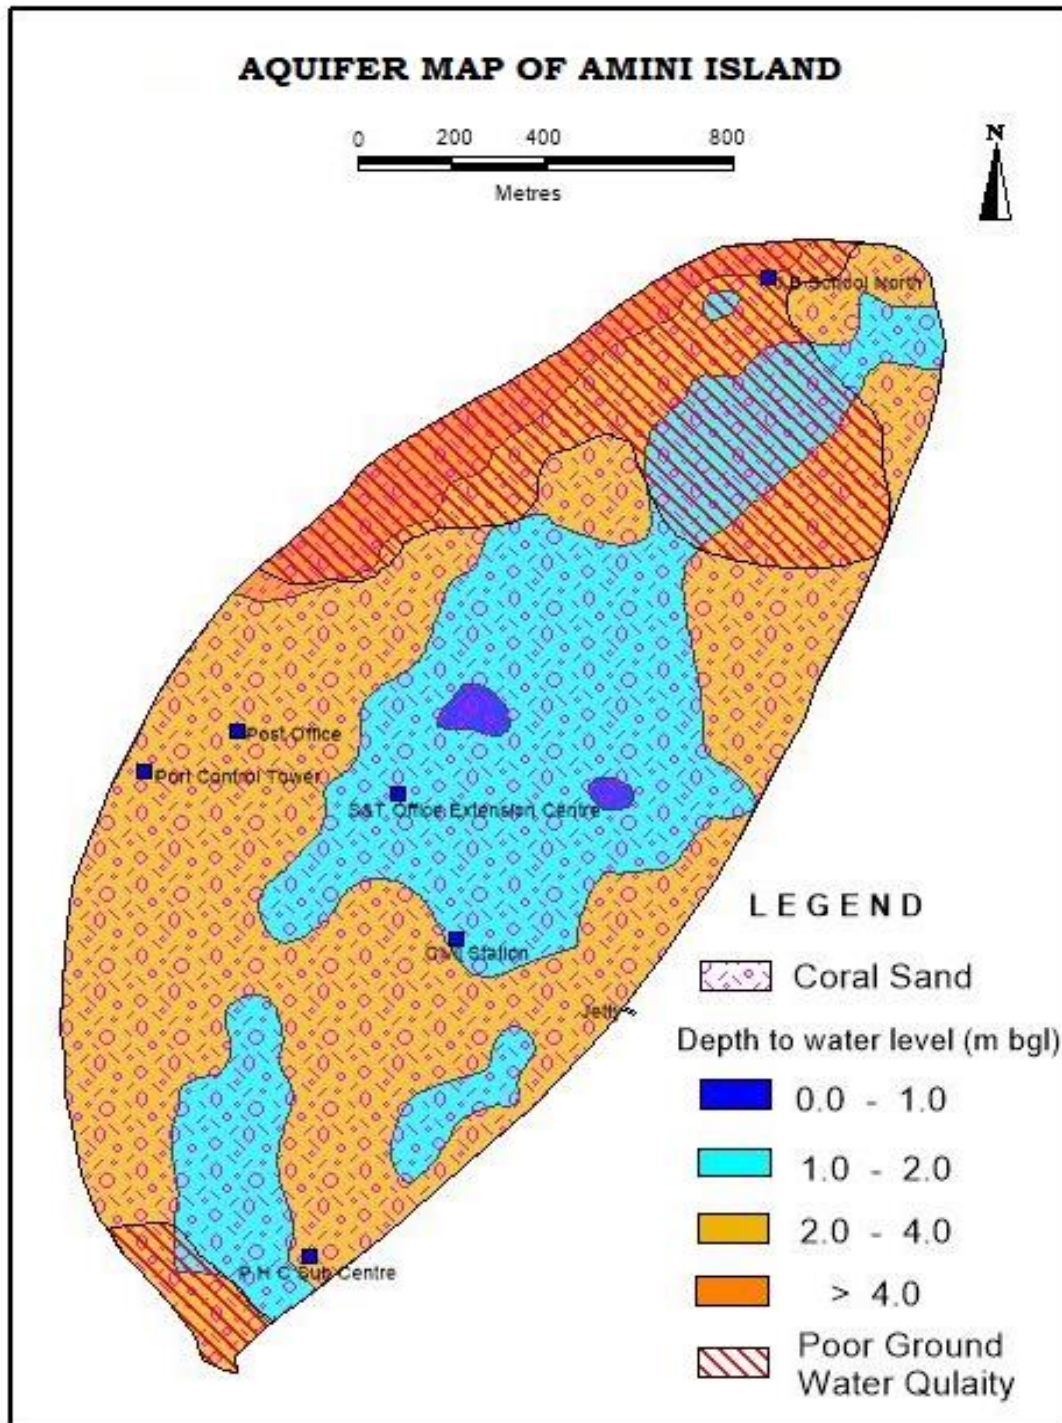 AQUIFER MAP OF AMINI ISLAND
0 200 400 800
Metres
N
J.B School North
Post Office
Port Control Tower
S&T Office Extension Centre
Civil Station
Jetty
P H C Sub Centre
L E G E N D
Coral Sand
Depth to water level (m bgl)
0.0 - 1.0
1.0 - 2.0
2.0 - 4.0
> 4.0
Poor Ground
Water Qulaity